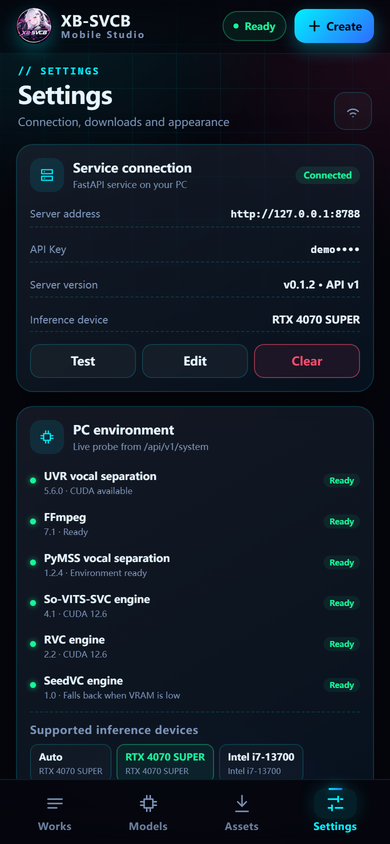 XB-SVCB
Mobile Studio
Ready
+ Create
// SETTINGS
Settings
Connection, downloads and appearance
Service connection
FastAPI service on your PC
Connected
Server address
http://127.0.0.1:8788
API Key
demo••••
Server version
v0.1.2 • API v1
Inference device
RTX 4070 SUPER
Test
Edit
Clear
PC environment
Live probe from /api/v1/system
UVR vocal separation
5.6.0 · CUDA available
Ready
FFmpeg
7.1 · Ready
Ready
PyMSS vocal separation
1.2.4 · Environment ready
Ready
So-VITS-SVC engine
4.1 · CUDA 12.6
Ready
RVC engine
2.2 · CUDA 12.6
Ready
SeedVC engine
1.0 · Falls back when VRAM is low
Ready
Supported inference devices
Auto
RTX 4070 SUPER
RTX 4070 SUPER
RTX 4070 SUPER
Intel i7-13700
Intel i7-13700
Works
Models
Assets
Settings